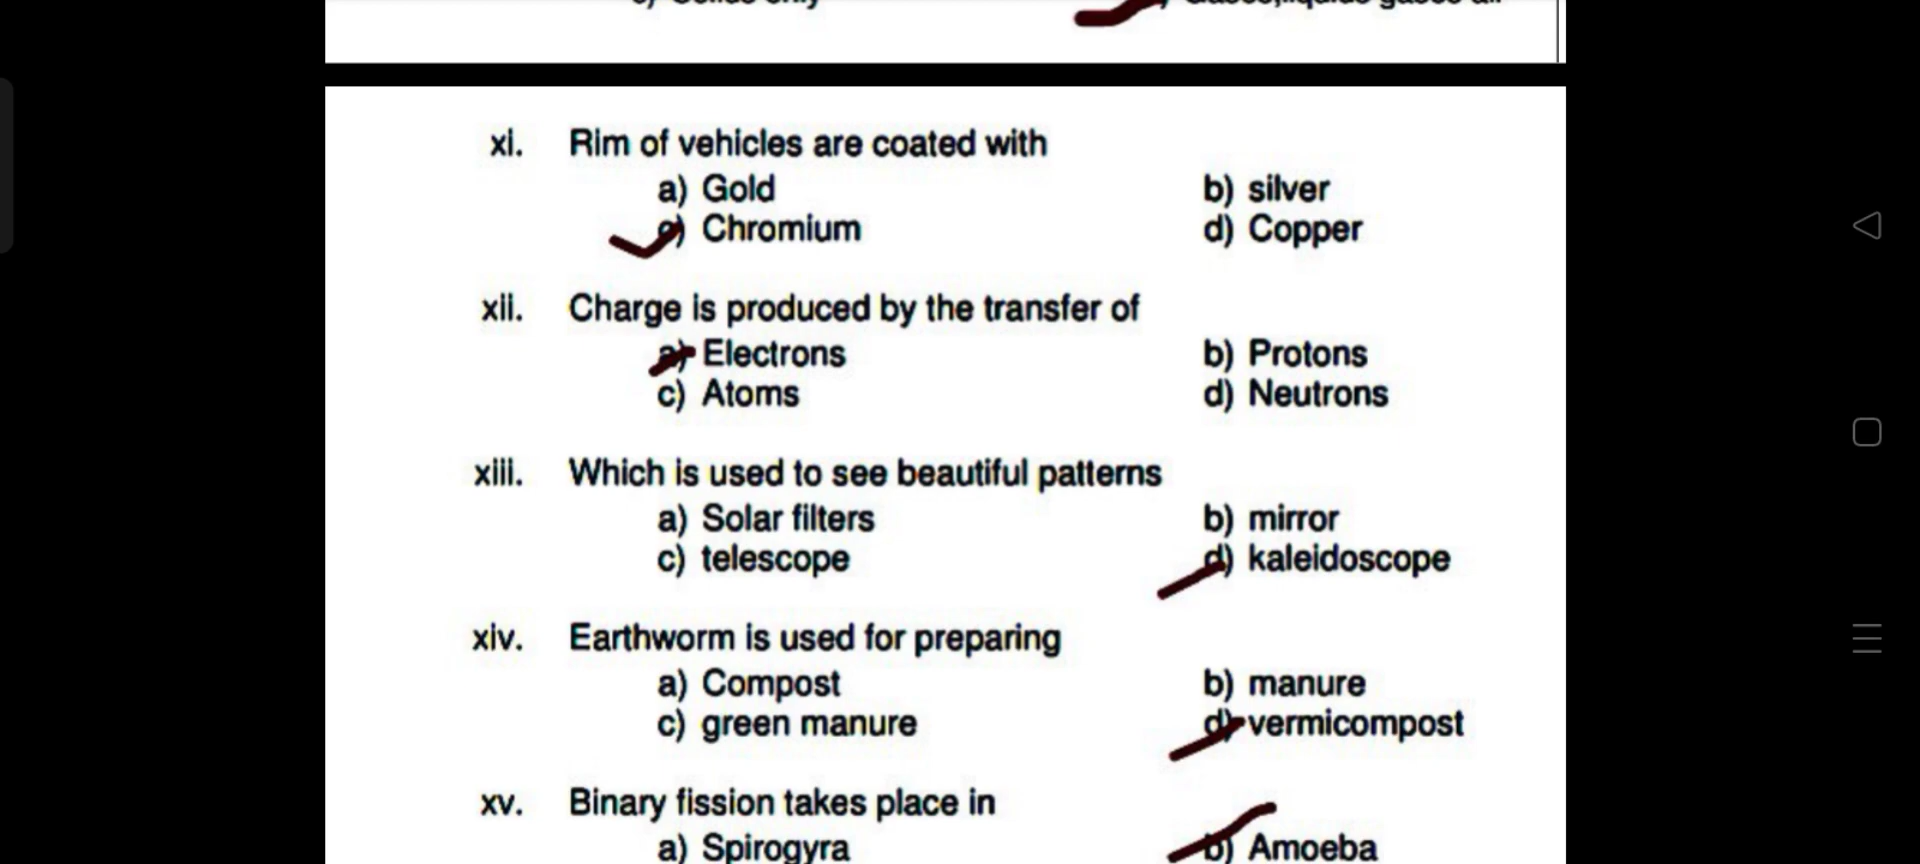 xi. Rim of vehicles are coated with
a) Gold b) silver
c) Chromium d) Copper
xii. Charge is produced by the transfer of
a) Electrons b) Protons
c) Atoms d) Neutrons
xiii. Which is used to see beautiful patterns
a) Solar filters b) mirror
c) telescope d) kaleidoscope
xiv. Earthworm is used for preparing
a) Compost b) manure
c) green manure d) vermicompost
xv. Binary fission takes place in
a) Spirogyra b) Amoeba